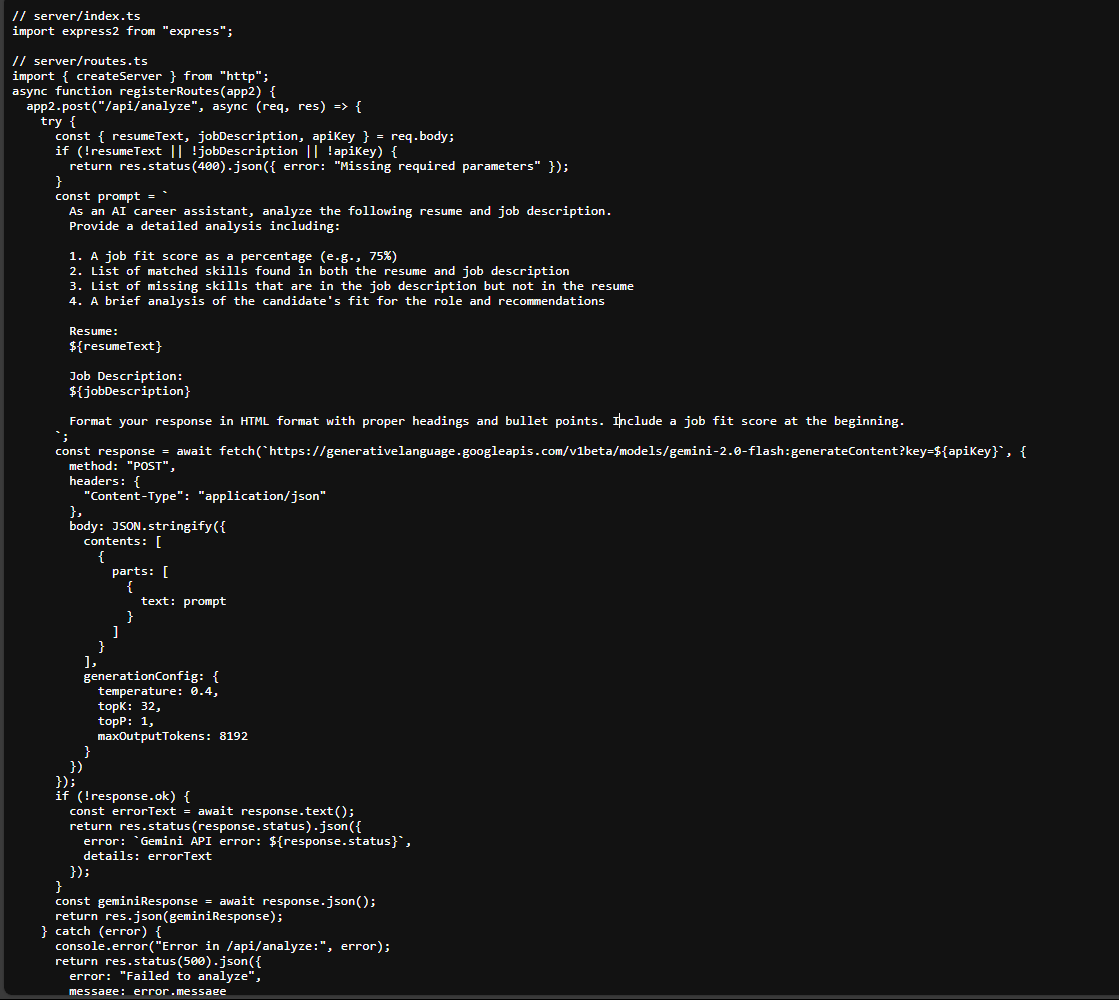 // server/index.ts
import express2 from "express";

// server/routes.ts
import { createServer } from "http";
async function registerRoutes(app2) {
  app2.post("/api/analyze", async (req, res) => {
    try {
      const { resumeText, jobDescription, apiKey } = req.body;
      if (!resumeText || !jobDescription || !apiKey) {
        return res.status(400).json({ error: "Missing required parameters" });
      }
      const prompt = `
        As an AI career assistant, analyze the following resume and job description.
        Provide a detailed analysis including:

        1. A job fit score as a percentage (e.g., 75%)
        2. List of matched skills found in both the resume and job description
        3. List of missing skills that are in the job description but not in the resume
        4. A brief analysis of the candidate's fit for the role and recommendations

        Resume:
        ${resumeText}

        Job Description:
        ${jobDescription}

        Format your response in HTML format with proper headings and bullet points. Include a job fit score at the beginning.
      `;
      const response = await fetch(`https://generativelanguage.googleapis.com/v1beta/models/gemini-2.0-flash:generateContent?key=${apiKey}`, {
        method: "POST",
        headers: {
          "Content-Type": "application/json"
        },
        body: JSON.stringify({
          contents: [
            {
              parts: [
                {
                  text: prompt
                }
              ]
            }
          ],
          generationConfig: {
            temperature: 0.4,
            topK: 32,
            topP: 1,
            maxOutputTokens: 8192
          }
        })
      });
      if (!response.ok) {
        const errorText = await response.text();
        return res.status(response.status).json({
          error: `Gemini API error: ${response.status}`,
          details: errorText
        });
      }
      const geminiResponse = await response.json();
      return res.json(geminiResponse);
    } catch (error) {
      console.error("Error in /api/analyze:", error);
      return res.status(500).json({
        error: "Failed to analyze",
        message: error.message